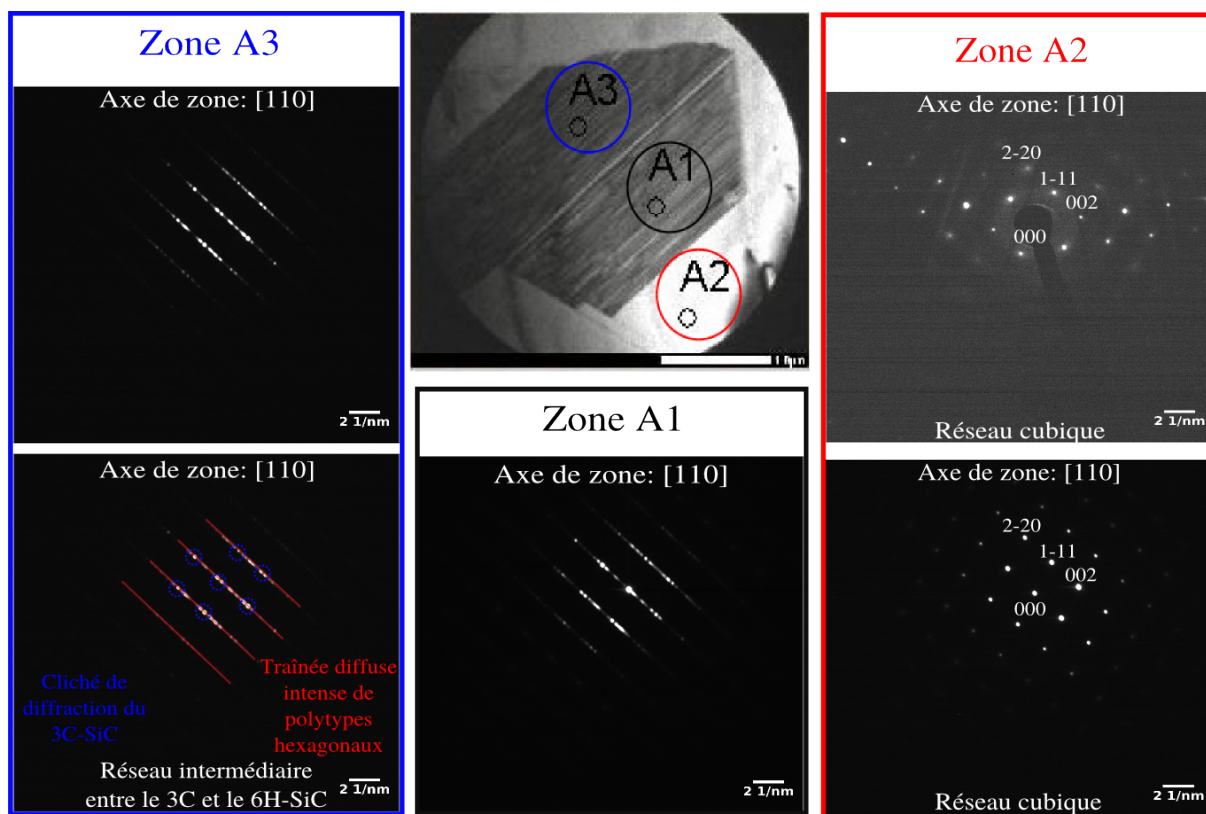 Zone A3
Axe de zone: [110]
2 1/nm
Axe de zone: [110]
Cliché de
diffraction du
3C-SiC
Traînée diffuse
intense de
polytypes
hexagonaux
Réseau intermédiaire
entre le 3C et le 6H-SiC
2 1/nm
A3
A1
A2
1 µm
Zone A1
Axe de zone: [110]
2 1/nm
Zone A2
Axe de zone: [110]
2-20
1-11
002
000
2 1/nm
Réseau cubique
Axe de zone: [110]
2-20
1-11
002
000
2 1/nm
Réseau cubique